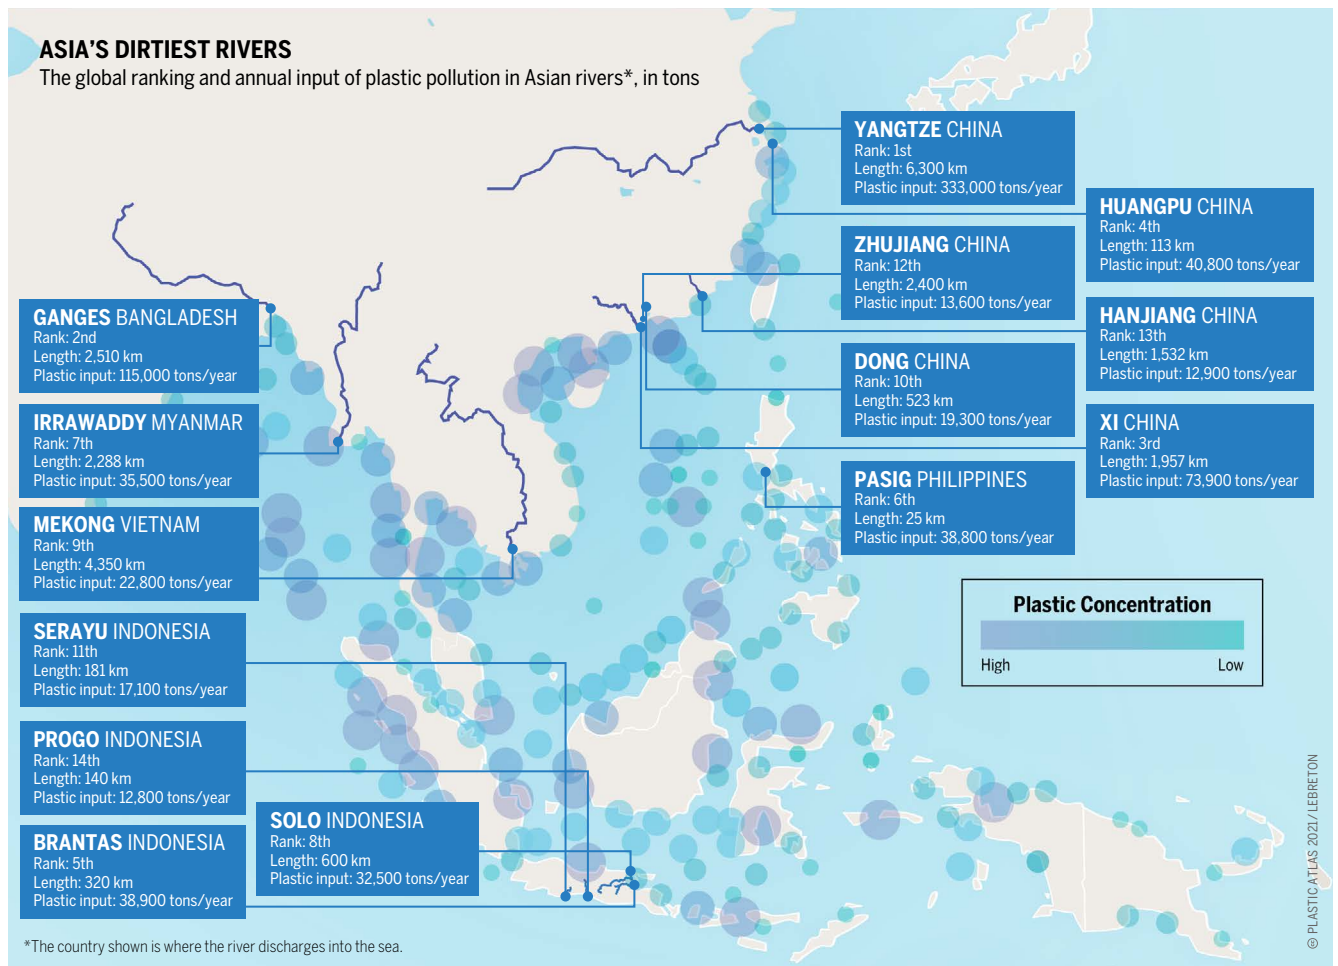 ASIA'S DIRTIEST RIVERS
The global ranking and annual input of plastic pollution in Asian rivers*, in tons
YANGTZE CHINA
Rank: 1st
Length: 6,300 km
Plastic input: 333,000 tons/year
HUANGPU CHINA
Rank: 4th
Length: 113 km
Plastic input: 40,800 tons/year
ZHUJIANG CHINA
Rank: 12th
Length: 2,400 km
Plastic input: 13,600 tons/year
HANJIANG CHINA
Rank: 13th
Length: 1,532 km
Plastic input: 12,900 tons/year
DONG CHINA
Rank: 10th
Length: 523 km
Plastic input: 19,300 tons/year
XI CHINA
Rank: 3rd
Length: 1,957 km
Plastic input: 73,900 tons/year
PASIG PHILIPPINES
Rank: 6th
Length: 25 km
Plastic input: 38,800 tons/year
GANGES BANGLADESH
Rank: 2nd
Length: 2,510 km
Plastic input: 115,000 tons/year
IRRAWADDY MYANMAR
Rank: 7th
Length: 2,288 km
Plastic input: 35,500 tons/year
MEKONG VIETNAM
Rank: 9th
Length: 4,350 km
Plastic input: 22,800 tons/year
SERAYU INDONESIA
Rank: 11th
Length: 181 km
Plastic input: 17,100 tons/year
PROGO INDONESIA
Rank: 14th
Length: 140 km
Plastic input: 12,800 tons/year
BRANTAS INDONESIA
Rank: 5th
Length: 320 km
Plastic input: 38,900 tons/year
SOLO INDONESIA
Rank: 8th
Length: 600 km
Plastic input: 32,500 tons/year
Plastic Concentration
High Low
*The country shown is where the river discharges into the sea.
PLASTIC ATLAS 2021/ LEBRETON